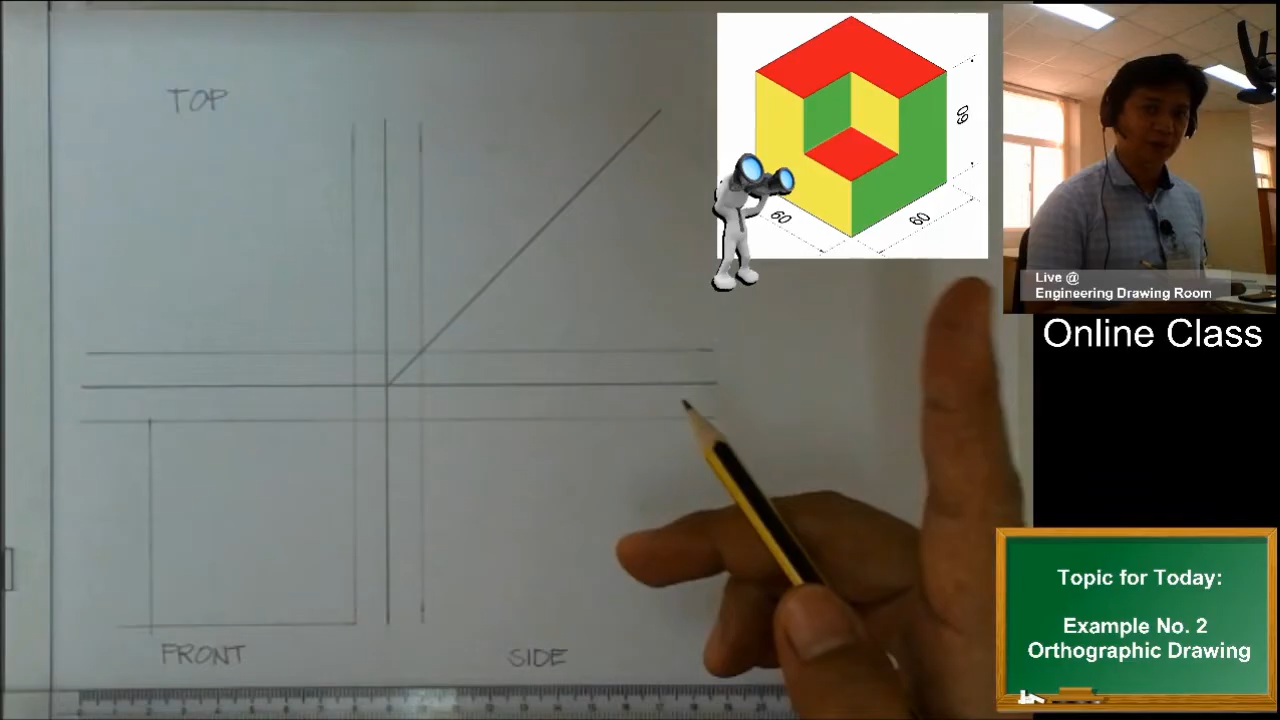 TOP
60
60
60
Live @
Engineering Drawing Room
Online Class
FRONT
SIDE
Topic for Today:
Example No. 2
Orthographic Drawing